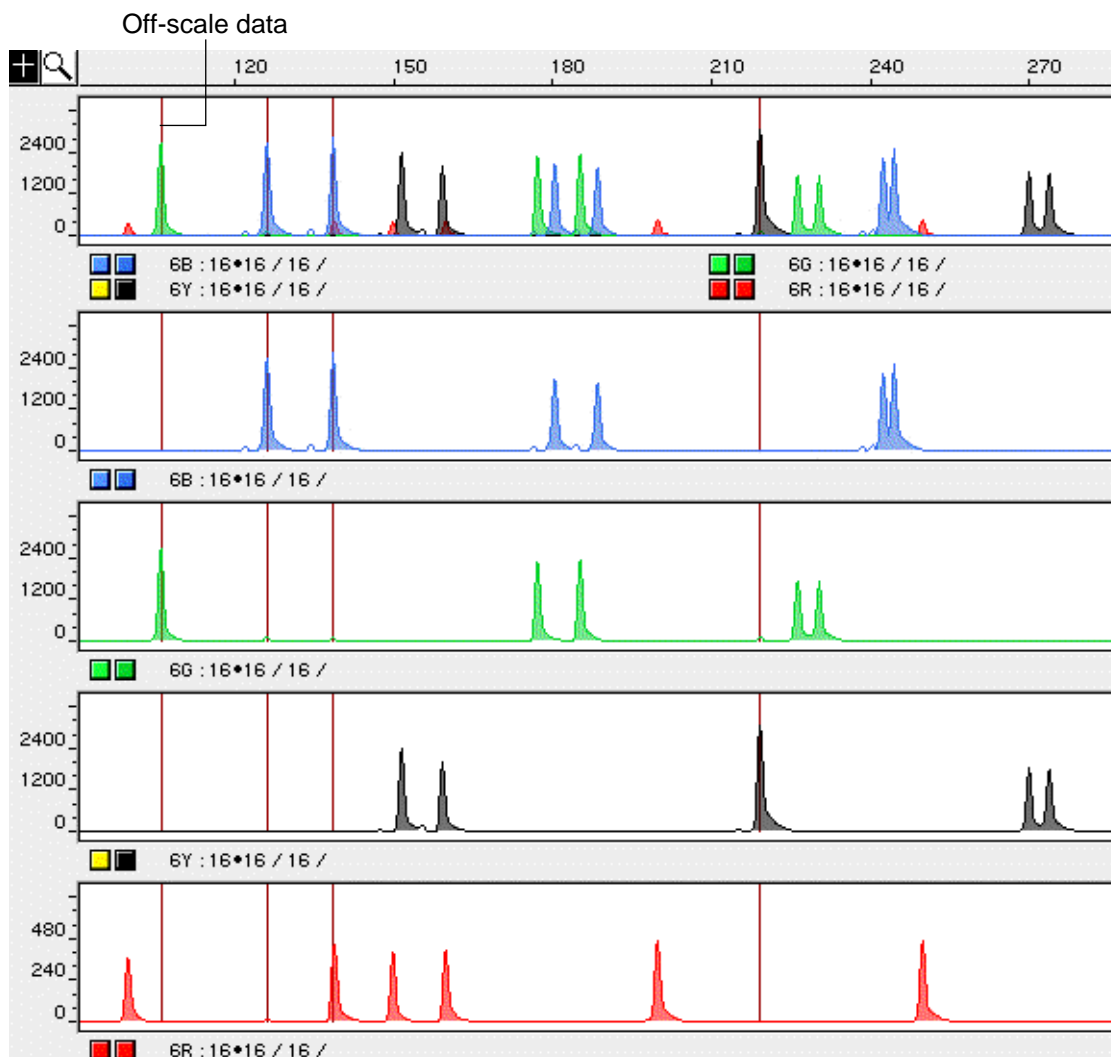 Off-scale data
120 150 180 210 240 270
2400
1200
0
6B : 16•16 / 16 / 6G : 16•16 / 16 /
6Y : 16•16 / 16 / 6R : 16•16 / 16 /
2400
1200
0
6B : 16•16 / 16 /
2400
1200
0
6G : 16•16 / 16 /
2400
1200
0
6Y : 16•16 / 16 /
480
240
0
6R : 16•16 / 16 /